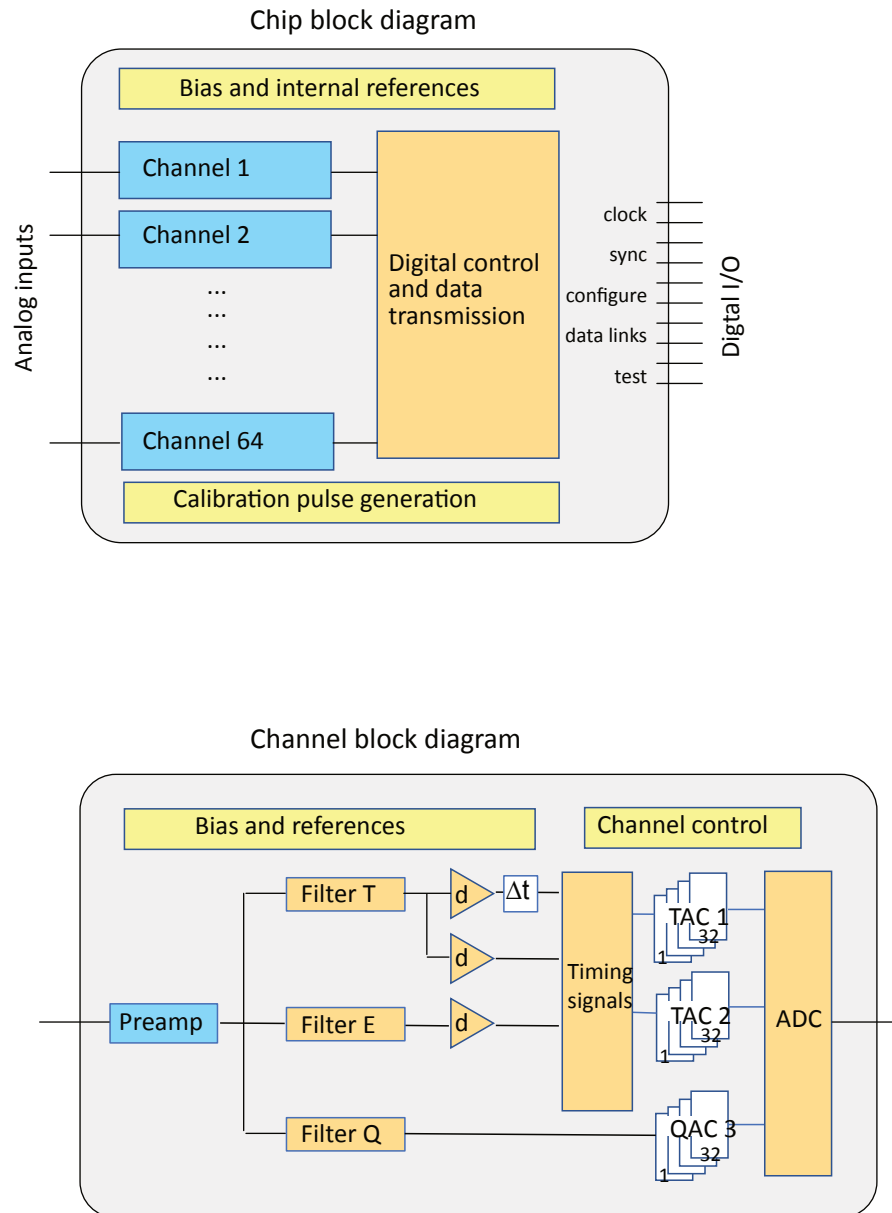 Chip block diagram
Bias and internal references
Channel 1
Channel 2
...
...
...
...
Channel 64
Calibration pulse generation
Analog inputs
Digital control
and data
transmission
clock
sync
configure
data links
test
Digtal I/O
Channel block diagram
Bias and references
Channel control
Preamp
Filter T
d
Δt
d
Filter E
d
Filter Q
Timing
signals
TAC 1
32
1
TAC 2
32
1
QAC 3
32
1
ADC